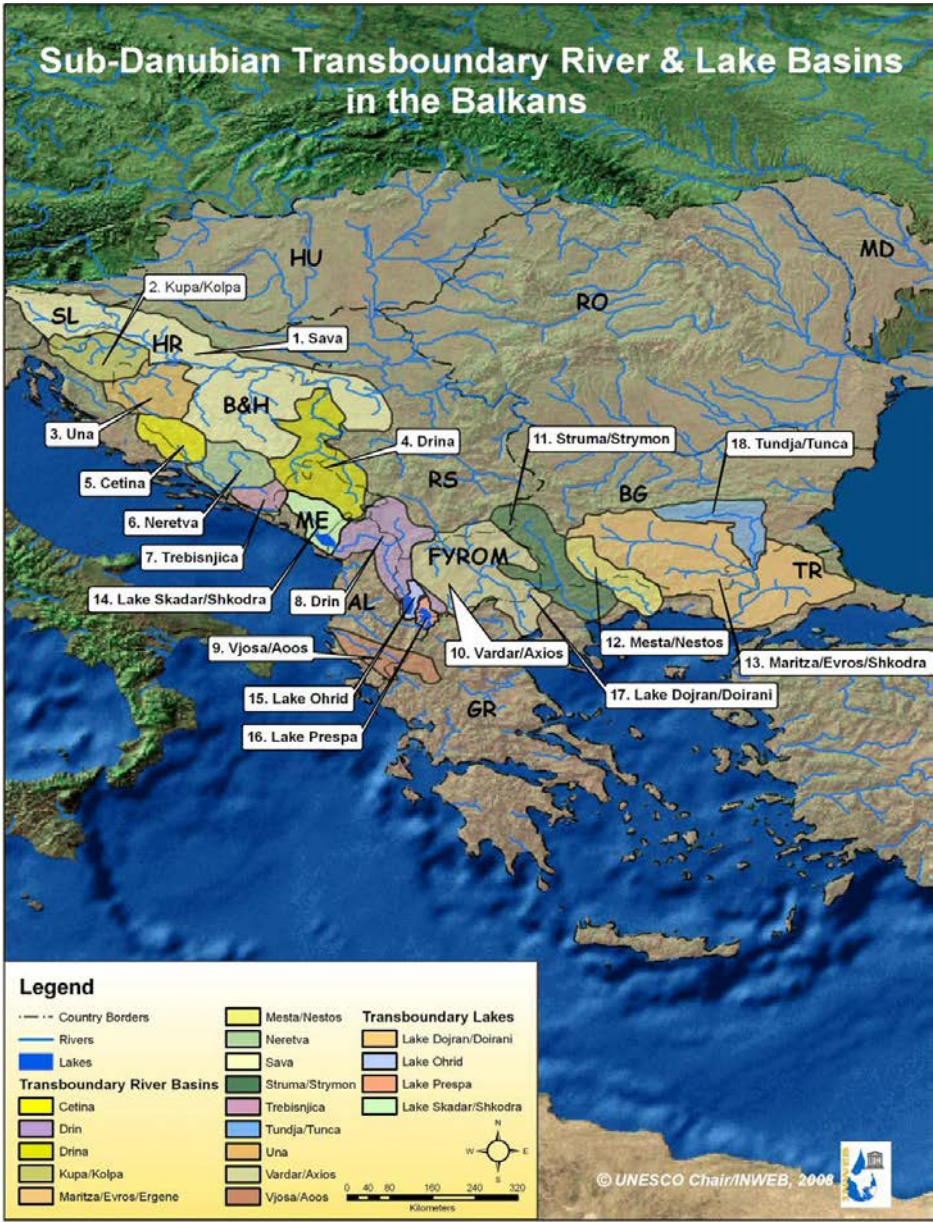 Sub-Danubian Transboundary River & Lake Basins
in the Balkans
HU
MD
RO
2. Kupa/Kolpa
SL
HR
1. Sava
B&H
3. Una
4. Drina
11. Struma/Strymon
18. Tundja/Tunca
5. Cetina
RS
BG
6. Neretva
ME
7. Trebisnjica
FYROM
TR
14. Lake Skadar/Shkodra
8. Drin
AL
9. Vjosa/Aoos
10. Vardar/Axios
12. Mesta/Nestos
13. Maritza/Evros/Shkodra
15. Lake Ohrid
17. Lake Dojran/Doirani
GR
16. Lake Prespa
Legend
Country Borders
Rivers
Lakes
Transboundary River Basins
Cetina
Drin
Drina
Kupa/Kolpa
Maritza/Evros/Ergene
Mesta/Nestos
Neretva
Sava
Struma/Strymon
Trebisnjica
Tundja/Tunca
Una
Vardar/Axios
Vjosa/Aoos
Transboundary Lakes
Lake Dojran/Doirani
Lake Ohrid
Lake Prespa
Lake Skadar/Shkodra
N
W E
S
0 40 80 160 240 320
Kilometers
© UNESCO Chair/INWEB, 2008